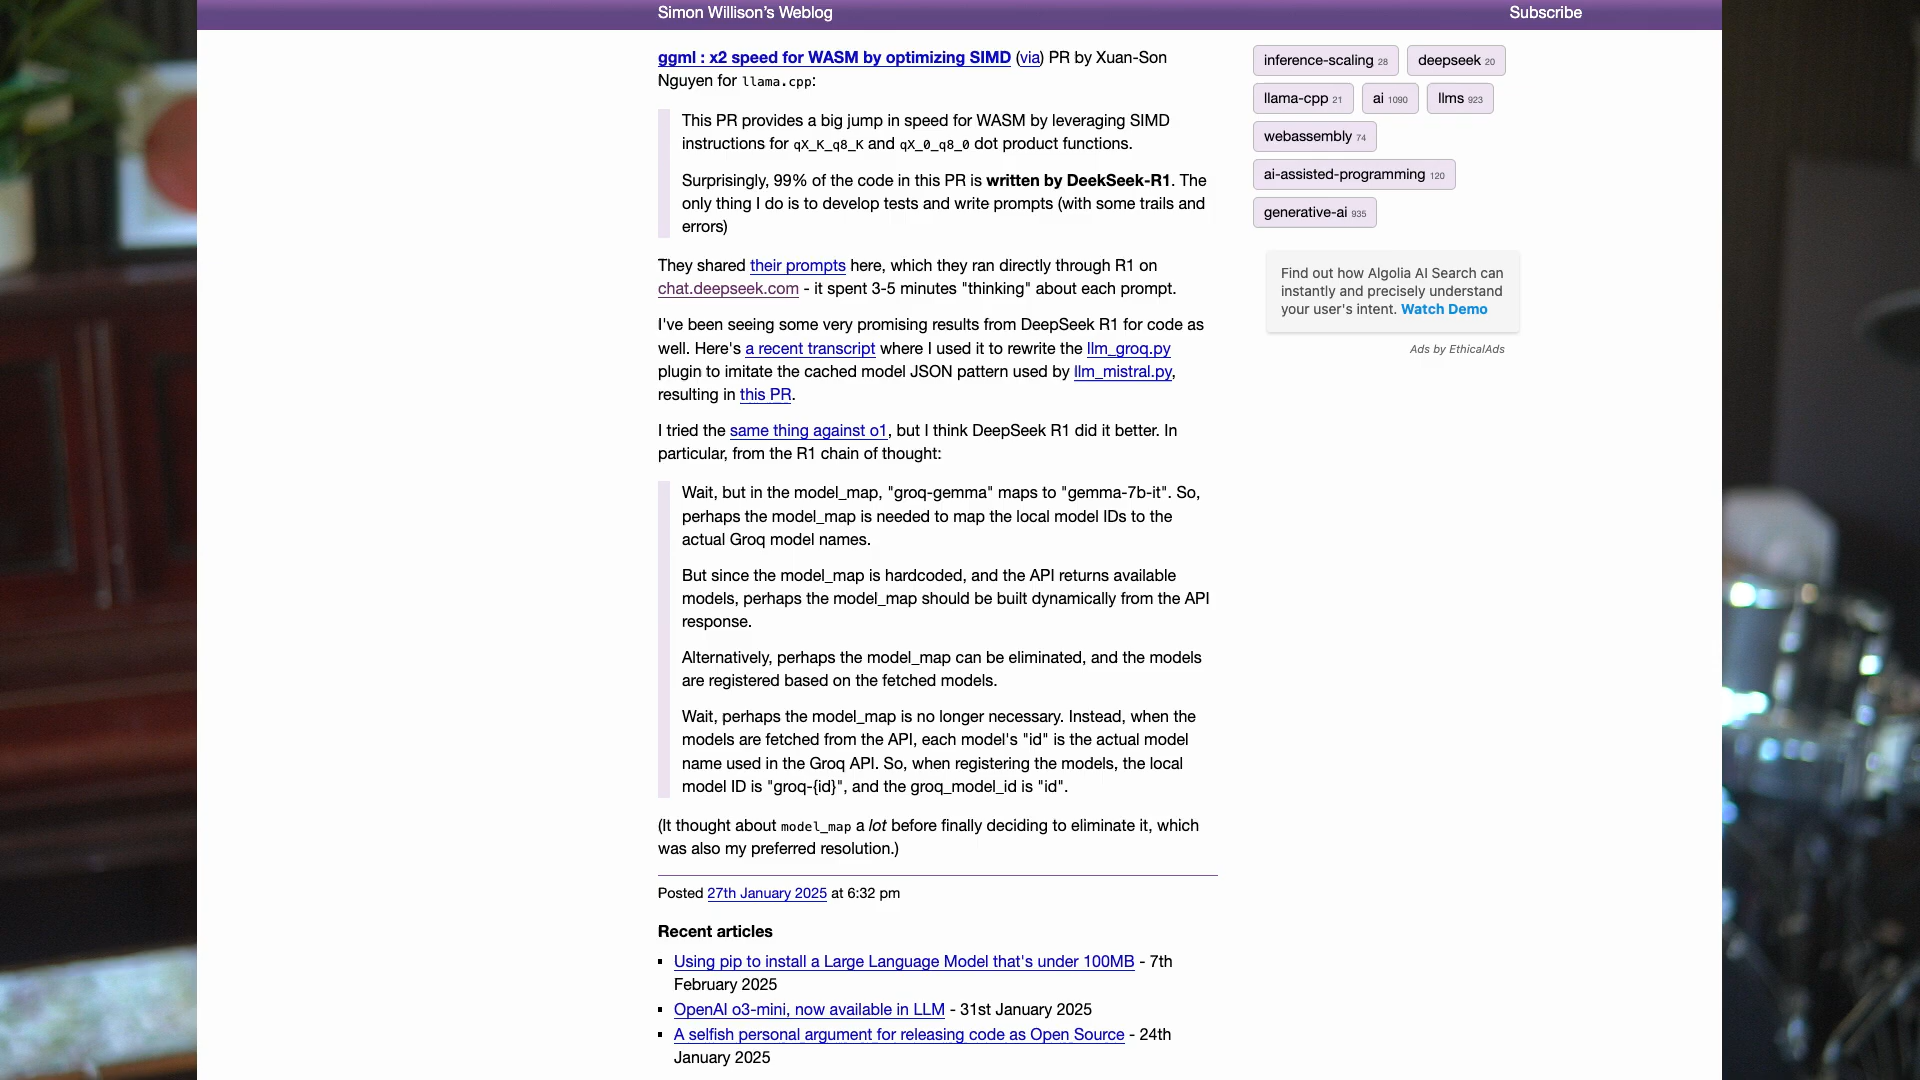 Simon Willison’s Weblog
Subscribe
ggml : x2 speed for WASM by optimizing SIMD (via) PR by Xuan-Son
Nguyen for llama.cpp:
This PR provides a big jump in speed for WASM by leveraging SIMD
instructions for qX_K_q8_K and qX_0_q8_0 dot product functions.
Surprisingly, 99% of the code in this PR is written by DeekSeek-R1. The
only thing I do is to develop tests and write prompts (with some trails and
errors)
They shared their prompts here, which they ran directly through R1 on
chat.deepseek.com - it spent 3-5 minutes "thinking" about each prompt.
I've been seeing some very promising results from DeepSeek R1 for code as
well. Here's a recent transcript where I used it to rewrite the llm_groq.py
plugin to imitate the cached model JSON pattern used by llm_mistral.py,
resulting in this PR.
I tried the same thing against o1, but I think DeepSeek R1 did it better. In
particular, from the R1 chain of thought:
Wait, but in the model_map, "groq-gemma" maps to "gemma-7b-it". So,
perhaps the model_map is needed to map the local model IDs to the
actual Groq model names.
But since the model_map is hardcoded, and the API returns available
models, perhaps the model_map should be built dynamically from the API
response.
Alternatively, perhaps the model_map can be eliminated, and the models
are registered based on the fetched models.
Wait, perhaps the model_map is no longer necessary. Instead, when the
models are fetched from the API, each model's "id" is the actual model
name used in the Groq API. So, when registering the models, the local
model ID is "groq-{id}", and the groq_model_id is "id".
(It thought about model_map a lot before finally deciding to eliminate it, which
was also my preferred resolution.)
Posted 27th January 2025 at 6:32 pm
Recent articles
Using pip to install a Large Language Model that's under 100MB - 7th
February 2025
OpenAI o3-mini, now available in LLM - 31st January 2025
A selfish personal argument for releasing code as Open Source - 24th
January 2025
inference-scaling 28 deepseek 20
llama-cpp 21 ai 1090 llms 923
webassembly 74
ai-assisted-programming 120
generative-ai 935
Find out how Algolia AI Search can
instantly and precisely understand
your user's intent. Watch Demo
Ads by EthicalAds